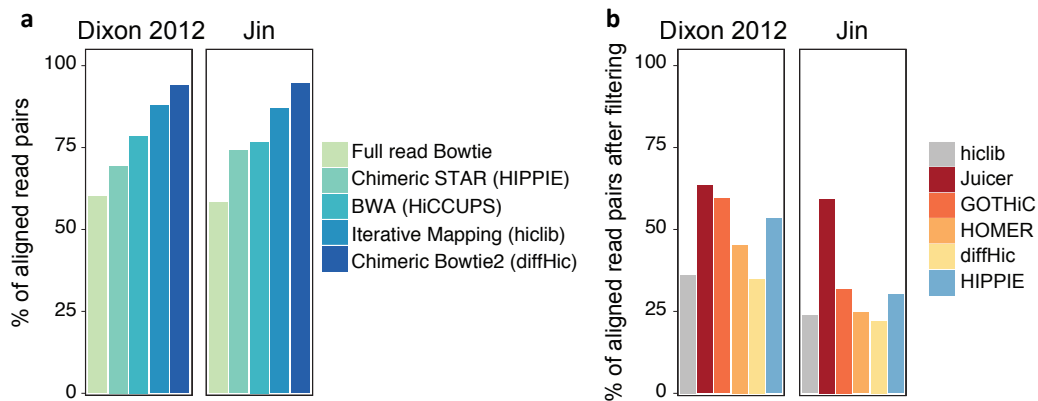 a
Dixon 2012
Jin
% of aligned read pairs
100
75
50
25
0
Full read Bowtie
Chimeric STAR (HIPPIE)
BWA (HiCCUPS)
Iterative Mapping (hiclib)
Chimeric Bowtie2 (diffHic)
b
Dixon 2012
Jin
% of aligned read pairs after filtering
100
75
50
25
0
hiclib
Juicer
GOTHiC
HOMER
diffHic
HIPPIE